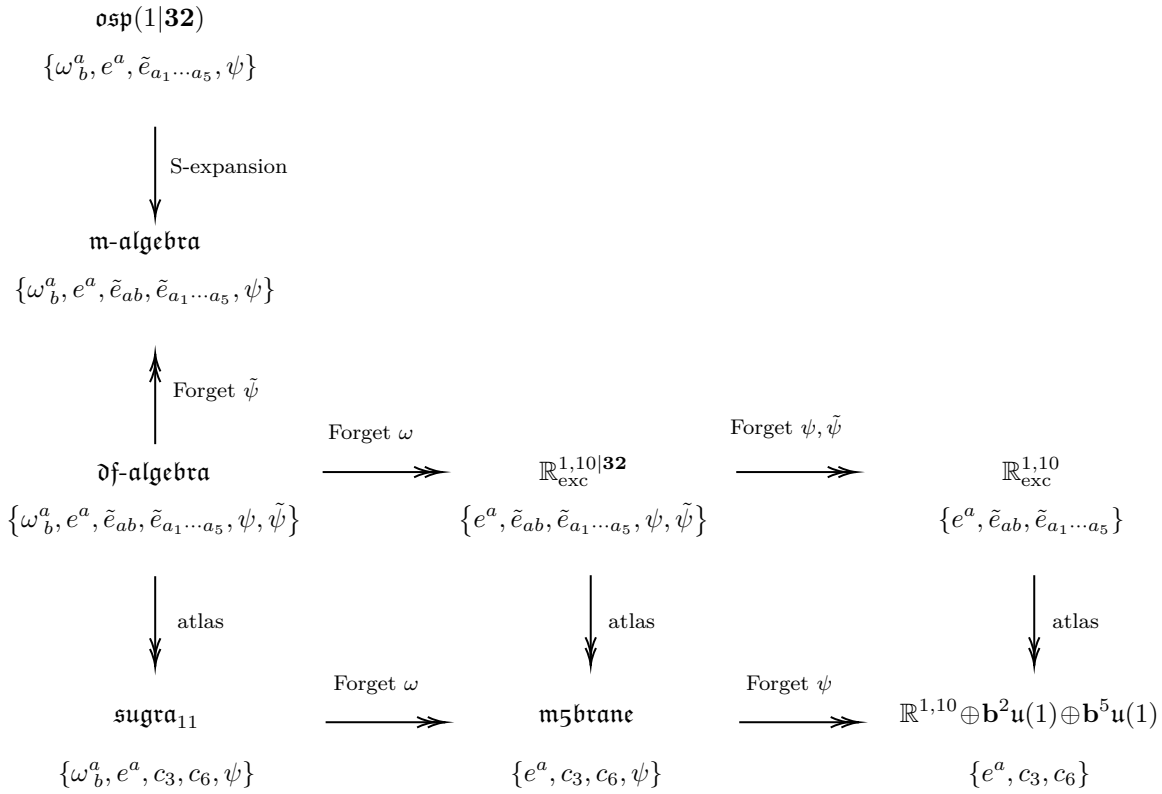 𝔬𝔰𝔭(1|𝟑𝟐)
{ω^a_b, e^a, ẽ_{a_1⋯a_5}, ψ}
S-expansion
𝔪-𝔞𝔩𝔤𝔢𝔟𝔯𝔞
{ω^a_b, e^a, ẽ_{ab}, ẽ_{a_1⋯a_5}, ψ}
Forget ψ̃
Forget ω
Forget ψ, ψ̃
𝔡𝔣-𝔞𝔩𝔤𝔢𝔟𝔯𝔞
ℝ^{1,10|𝟑𝟐}_{exc}
ℝ^{1,10}_{exc}
{ω^a_b, e^a, ẽ_{ab}, ẽ_{a_1⋯a_5}, ψ, ψ̃}
{e^a, ẽ_{ab}, ẽ_{a_1⋯a_5}, ψ, ψ̃}
{e^a, ẽ_{ab}, ẽ_{a_1⋯a_5}}
atlas
atlas
atlas
Forget ω
Forget ψ
𝔰𝔲𝔤𝔯𝔞_{11}
𝔪5𝔟𝔯𝔞𝔫𝔢
ℝ^{1,10}⊕𝐛^2𝔲(1)⊕𝐛^5𝔲(1)
{ω^a_b, e^a, c_3, c_6, ψ}
{e^a, c_3, c_6, ψ}
{e^a, c_3, c_6}